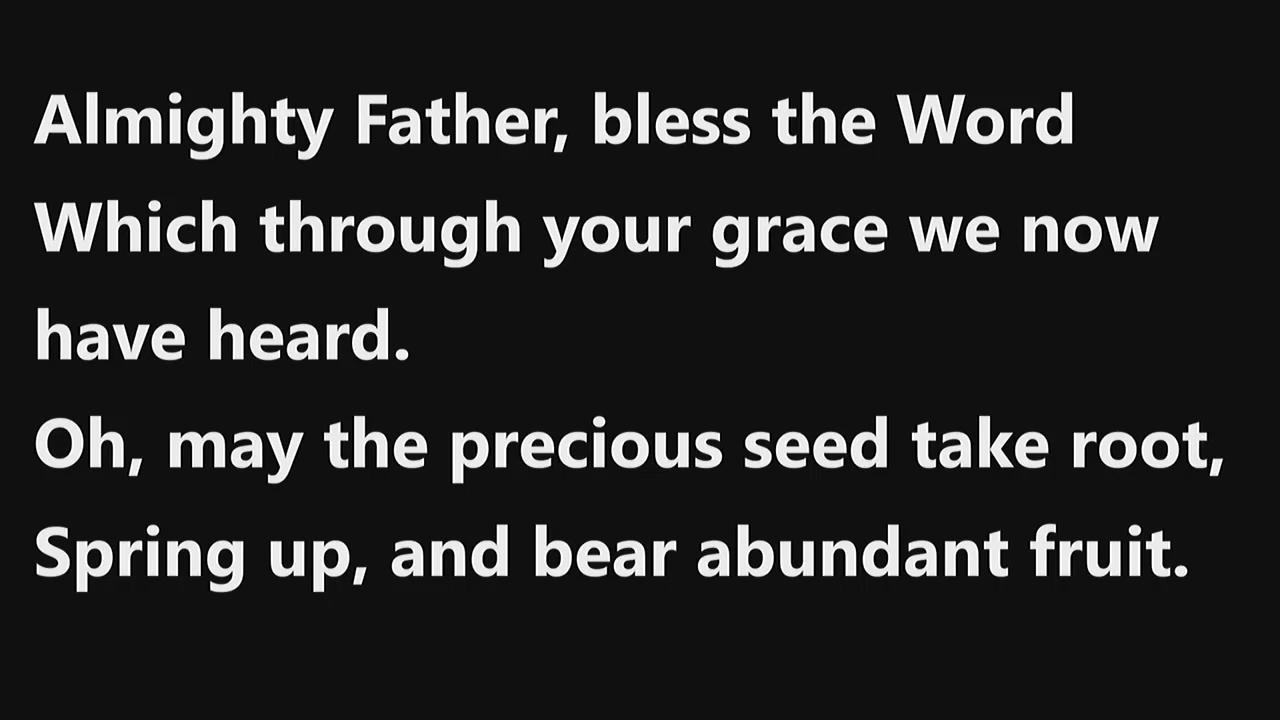 Almighty Father, bless the Word
Which through your grace we now
have heard.
Oh, may the precious seed take root,
Spring up, and bear abundant fruit.